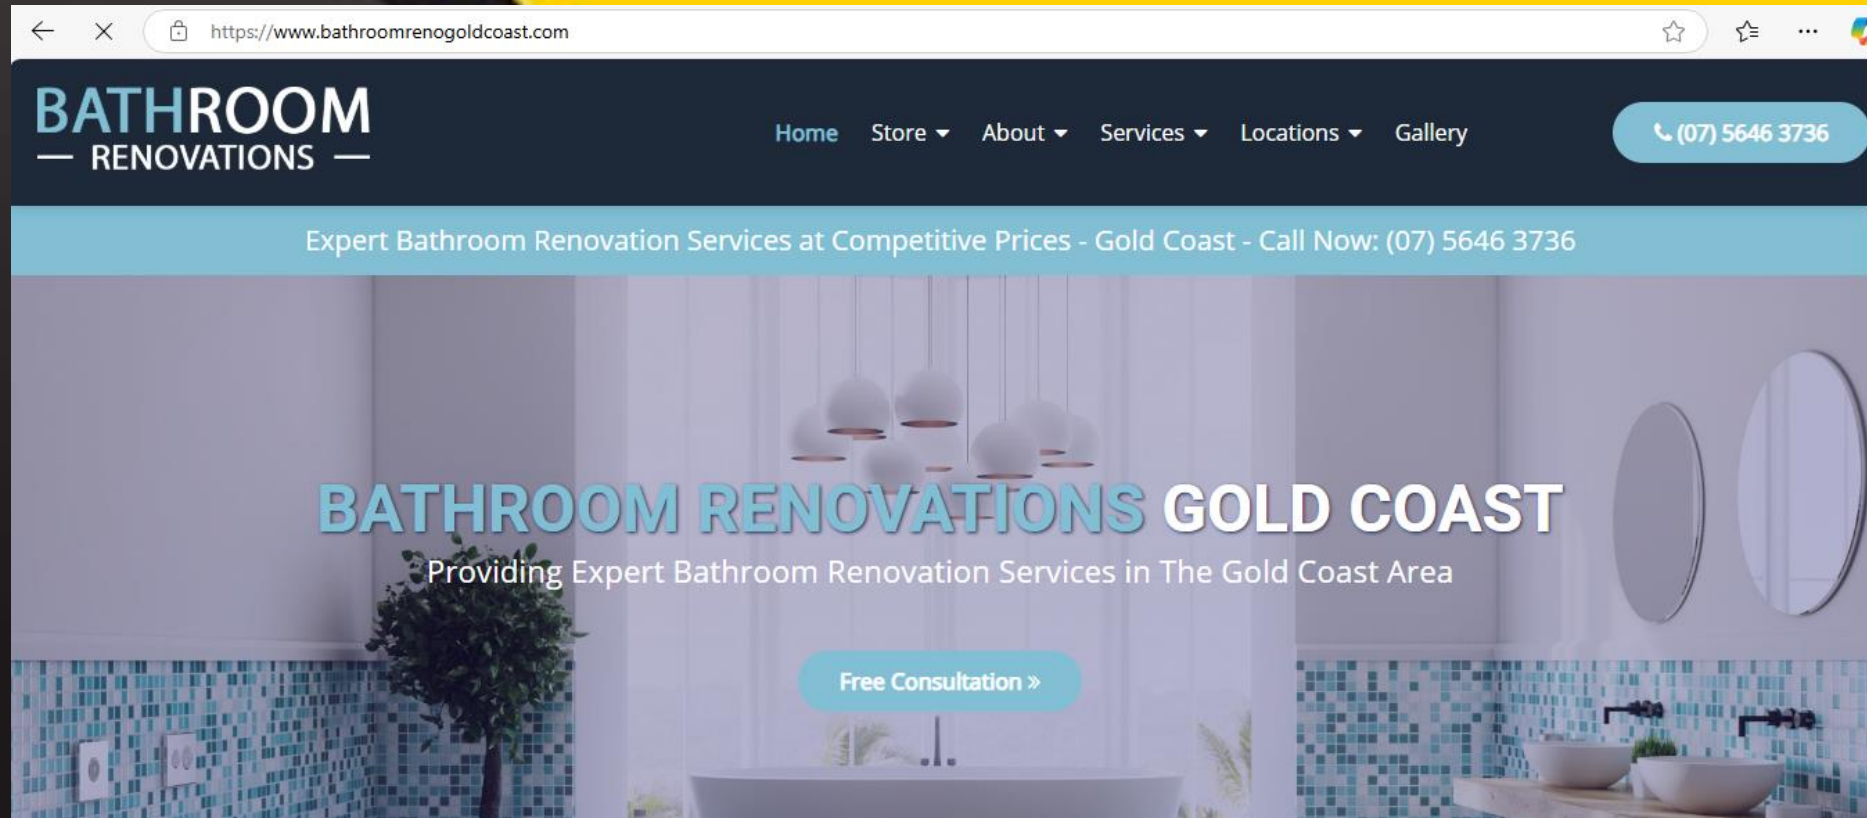 https://www.bathroomrenogoldcoast.com
BATHROOM
— RENOVATIONS —
Home Store About Services Locations Gallery
(07) 5646 3736
Expert Bathroom Renovation Services at Competitive Prices - Gold Coast - Call Now: (07) 5646 3736
BATHROOM RENOVATIONS GOLD COAST
Providing Expert Bathroom Renovation Services in The Gold Coast Area
Free Consultation »